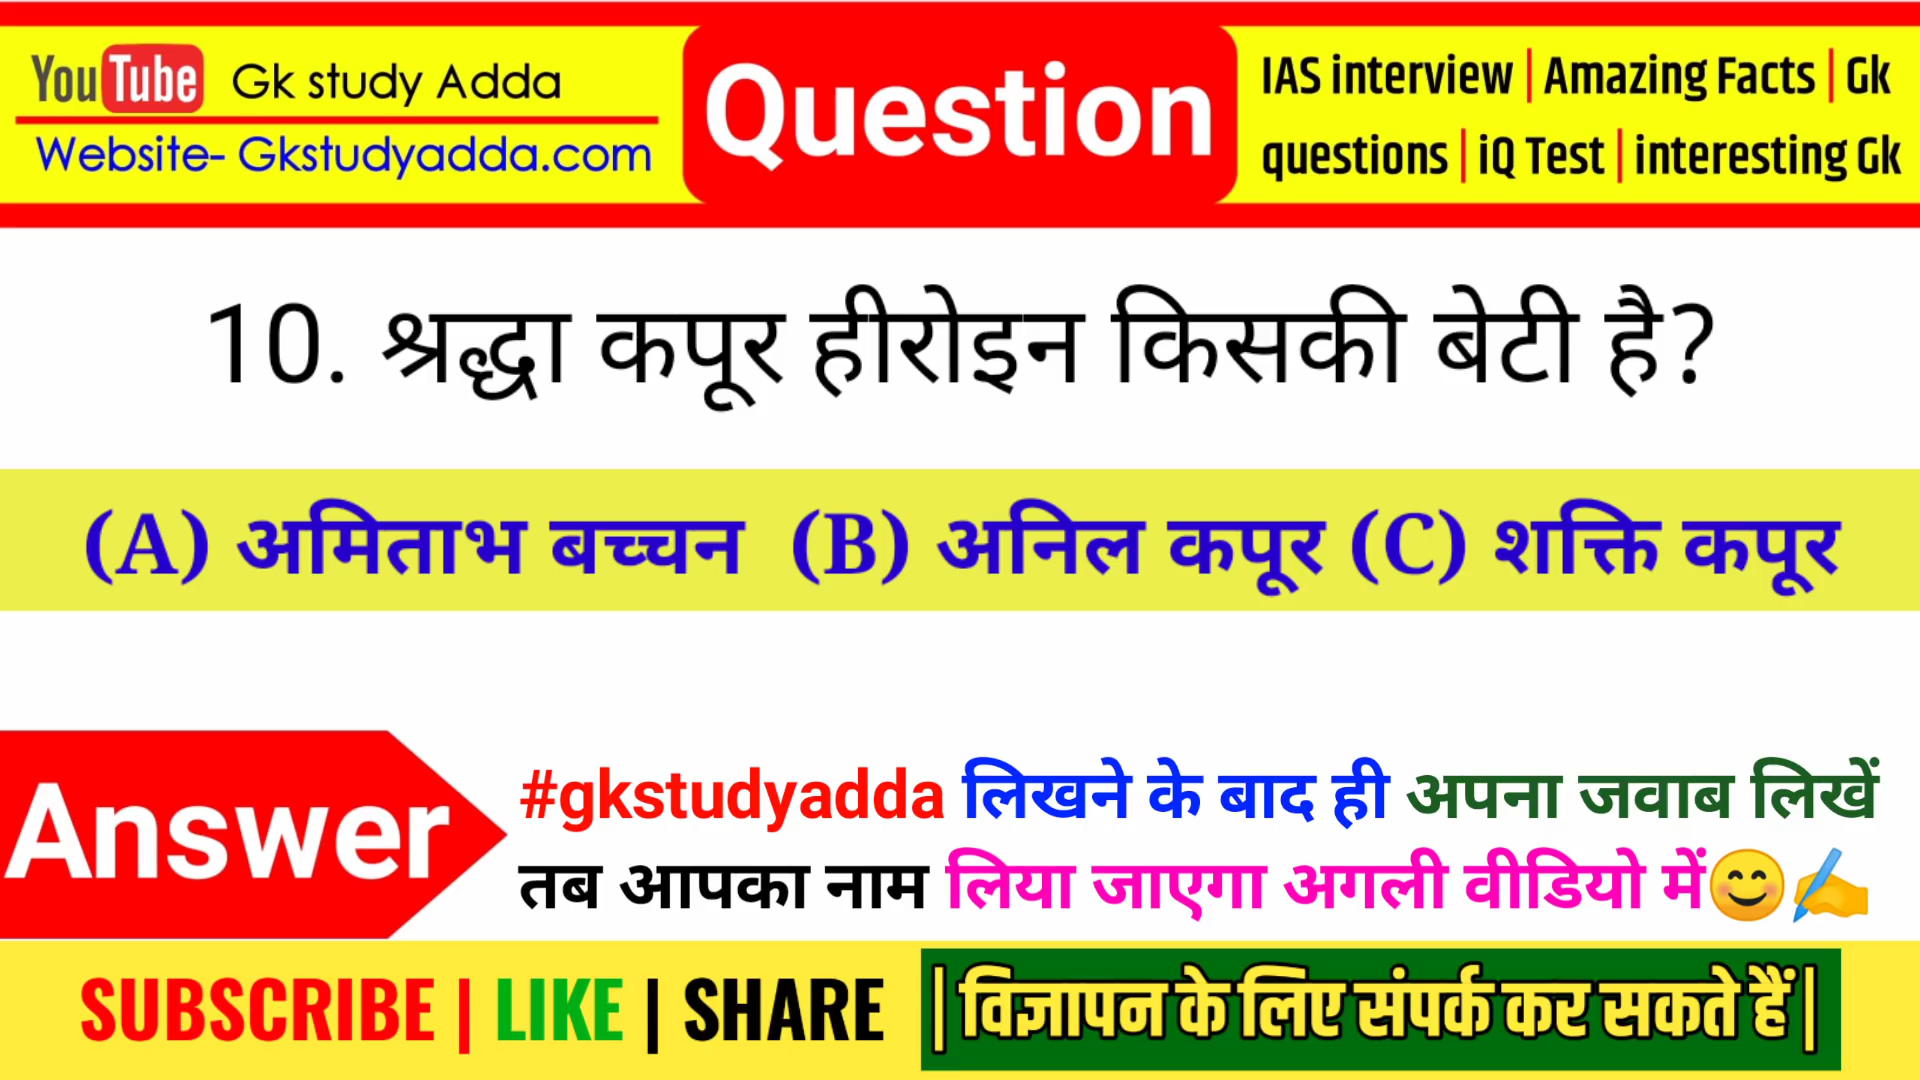 YouTube Gk study Adda
Website- Gkstudyadda.com
Question
IAS interview | Amazing Facts | Gk
questions | iQ Test | interesting Gk
10. श्रद्धा कपूर हीरोइन किसकी बेटी है?
(A) अमिताभ बच्चन (B) अनिल कपूर (C) शक्ति कपूर
Answer
#gkstudyadda लिखने के बाद ही अपना जवाब लिखें
तब आपका नाम लिया जाएगा अगली वीडियो में😊✍️
SUBSCRIBE | LIKE | SHARE | विज्ञापन के लिए संपर्क कर सकते हैं |